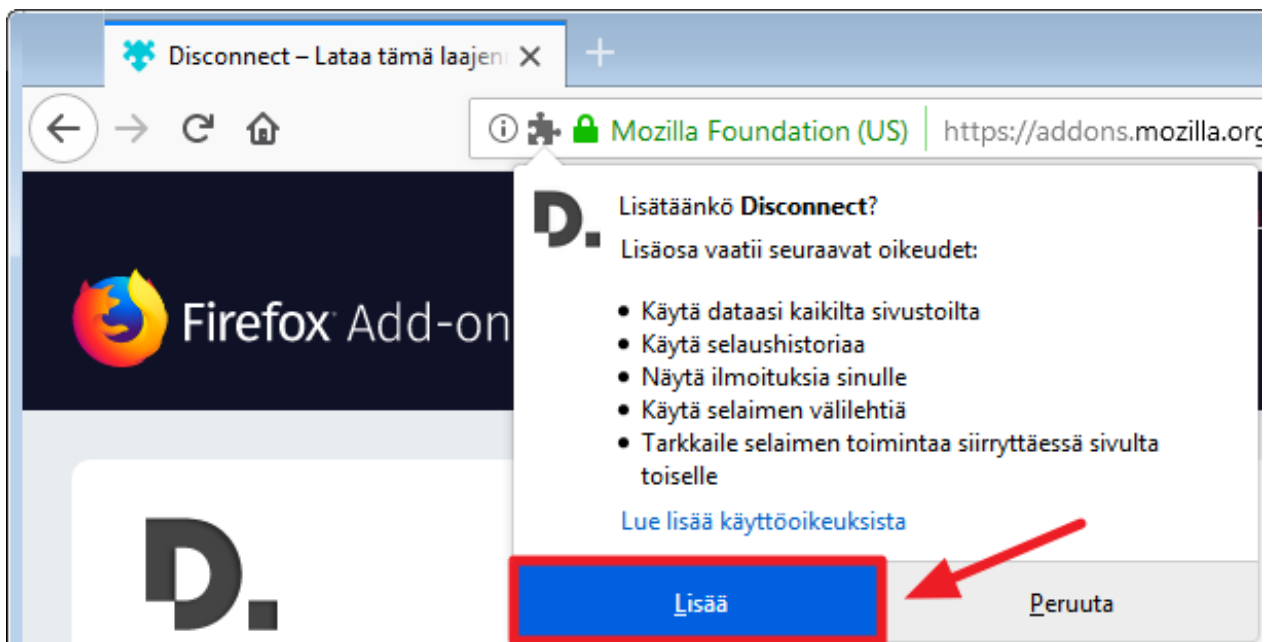 Disconnect – Lataa tämä laajen
Mozilla Foundation (US) https://addons.mozilla.org
Lisätäänkö Disconnect?
Lisäosa vaatii seuraavat oikeudet:
Firefox Add-on
• Käytä dataasi kaikilta sivustoilta
• Käytä selaushistoriaa
• Näytä ilmoituksia sinulle
• Käytä selaimen välilehtiä
• Tarkkaile selaimen toimintaa siirryttäessä sivulta
toiselle
Lue lisää käyttöoikeuksista
Lisää
Peruuta
D.
D.